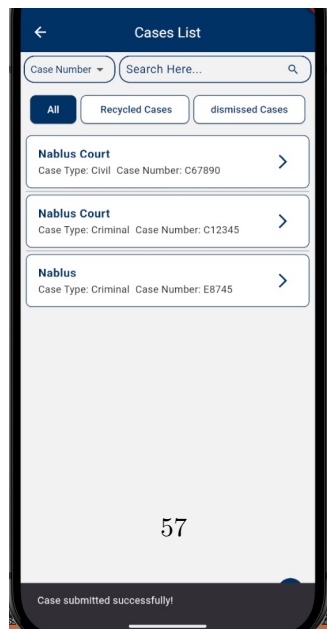 Cases List
Case Number Search Here...
All Recycled Cases dismissed Cases
Nablus Court
Case Type: Civil Case Number: C67890
Nablus Court
Case Type: Criminal Case Number: C12345
Nablus
Case Type: Criminal Case Number: E8745
57
Case submitted successfully!